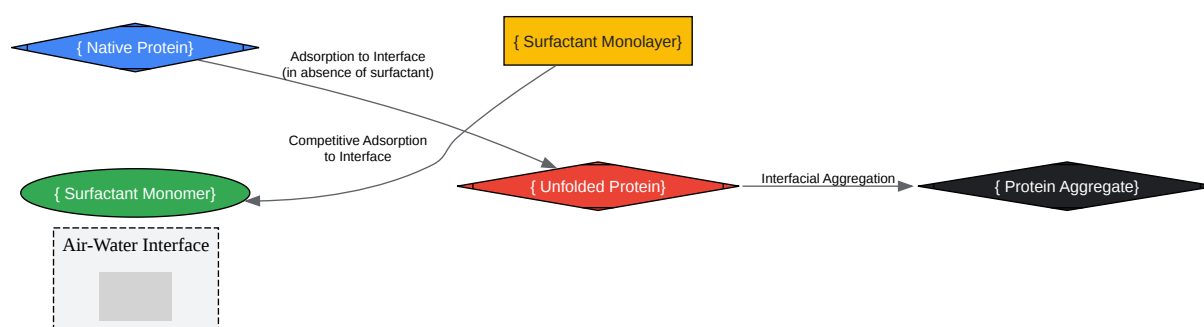 { Native Protein}
{ Surfactant Monolayer}
Adsorption to Interface
(in absence of surfactant)
Competitive Adsorption
to Interface
{ Surfactant Monomer}
{ Unfolded Protein}
Interfacial Aggregation
{ Protein Aggregate}
Air-Water Interface